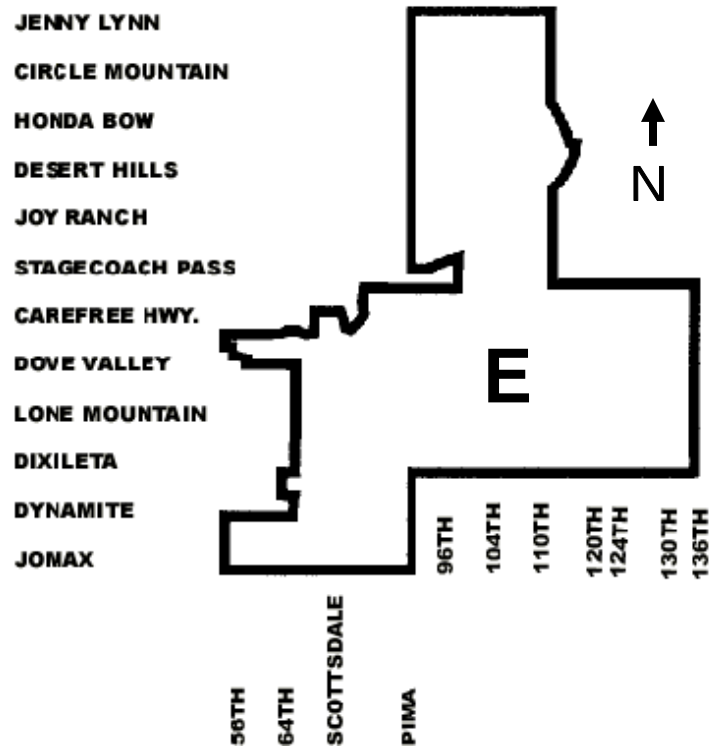 JENNY LYNN
CIRCLE MOUNTAIN
HONDA BOW
DESERT HILLS
N
JOY RANCH
STAGECOACH PASS
CAREFREE HWY.
DOVE VALLEY
E
LONE MOUNTAIN
DIXILETA
DYNAMITE
JOMAX
96TH
104TH
110TH
120TH
124TH
130TH
136TH
56TH
64TH
SCOTTSDALE
PIMA